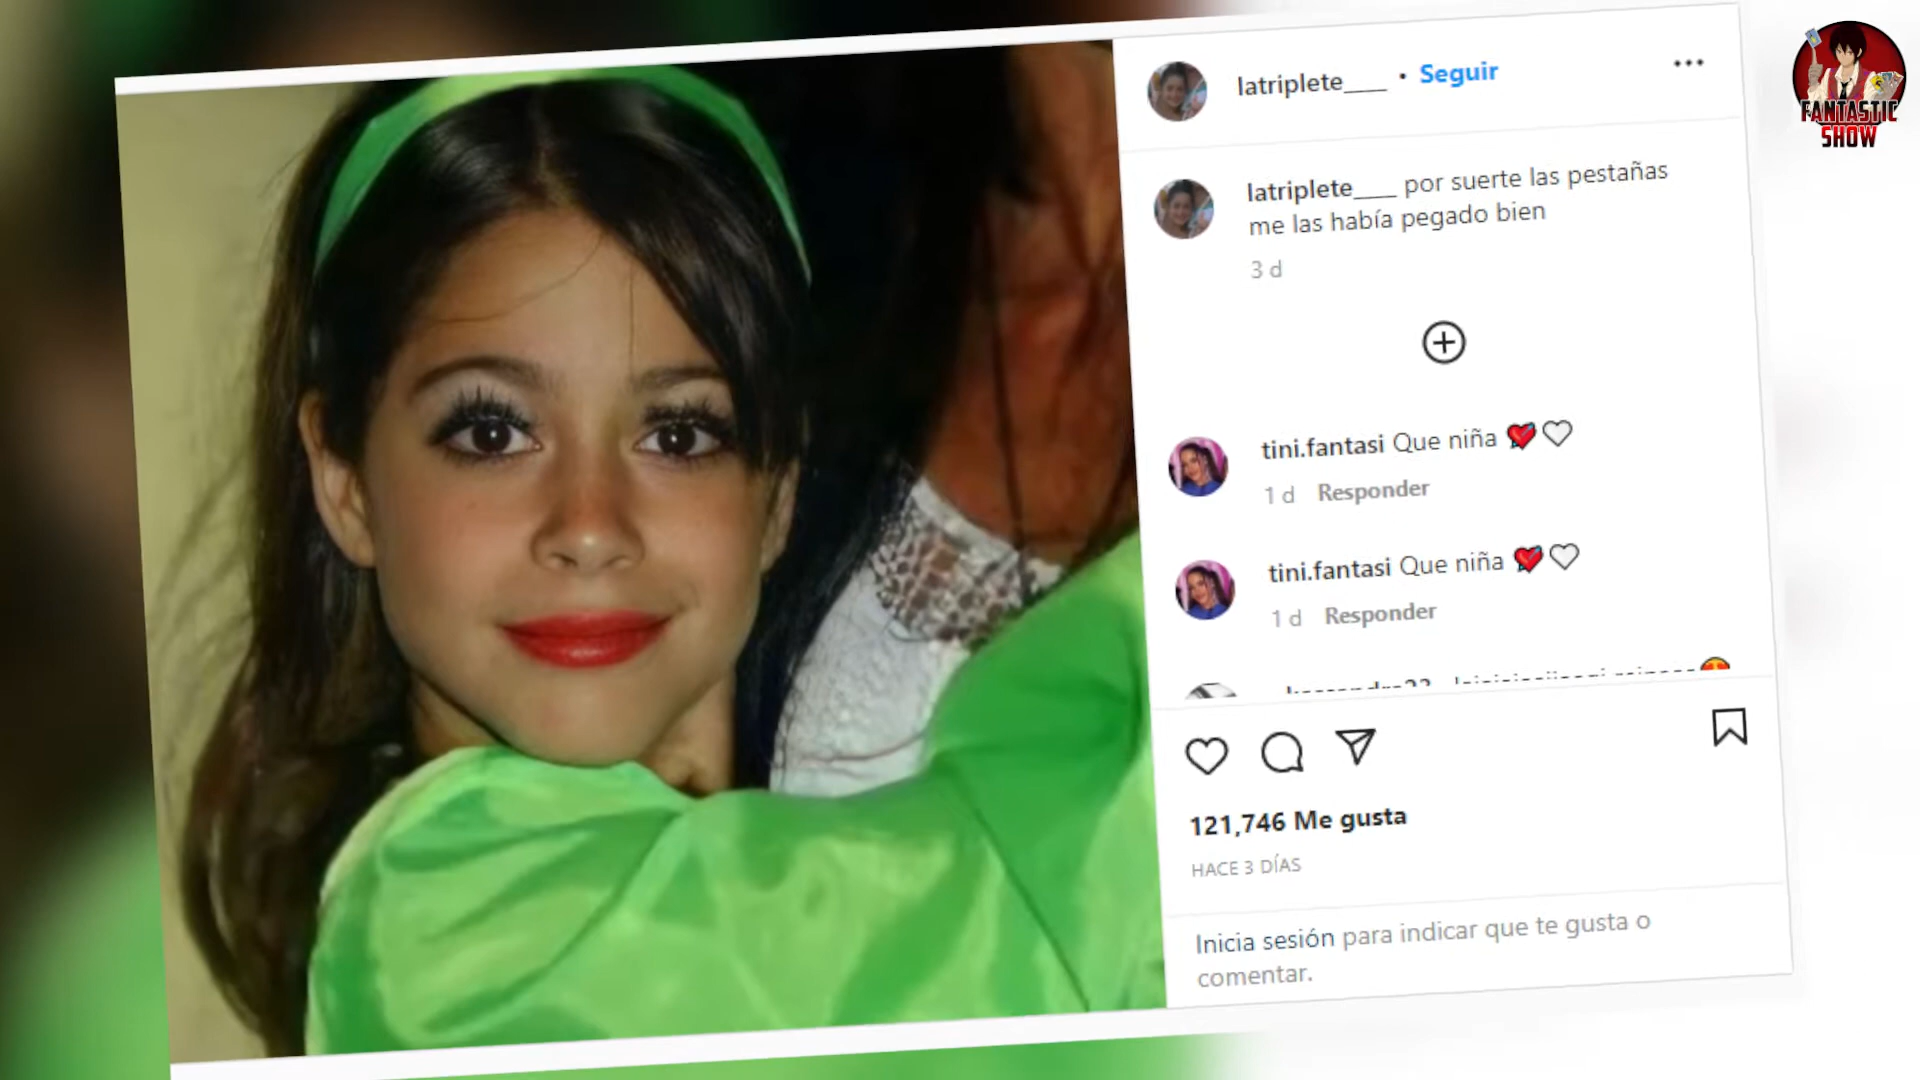 FANTASTIC
SHOW
latriplete____ • Seguir
latriplete____ por suerte las pestañas
me las había pegado bien
3 d
tini.fantasi Que niña 💘🤍
1 d Responder
tini.fantasi Que niña 💘🤍
1 d Responder
121,746 Me gusta
HACE 3 DÍAS
Inicia sesión para indicar que te gusta o
comentar.